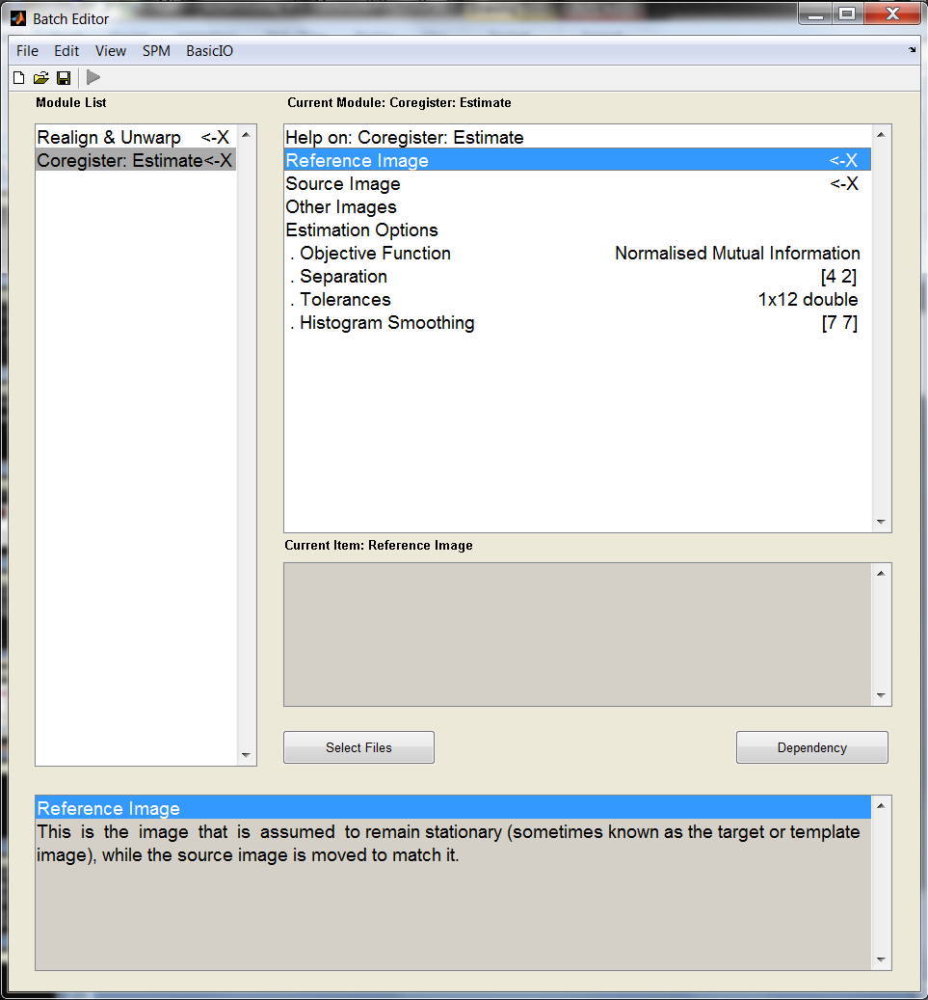 Batch Editor
File Edit View SPM BasicIO
Module List
Realign & Unwarp <-X
Coregister: Estimate<-X
Current Module: Coregister: Estimate
Help on: Coregister: Estimate
Reference Image <-X
Source Image <-X
Other Images
Estimation Options
. Objective Function Normalised Mutual Information
. Separation [4 2]
. Tolerances 1x12 double
. Histogram Smoothing [7 7]
Current Item: Reference Image
Select Files Dependency
Reference Image
This is the image that is assumed to remain stationary (sometimes known as the target or template
image), while the source image is moved to match it.